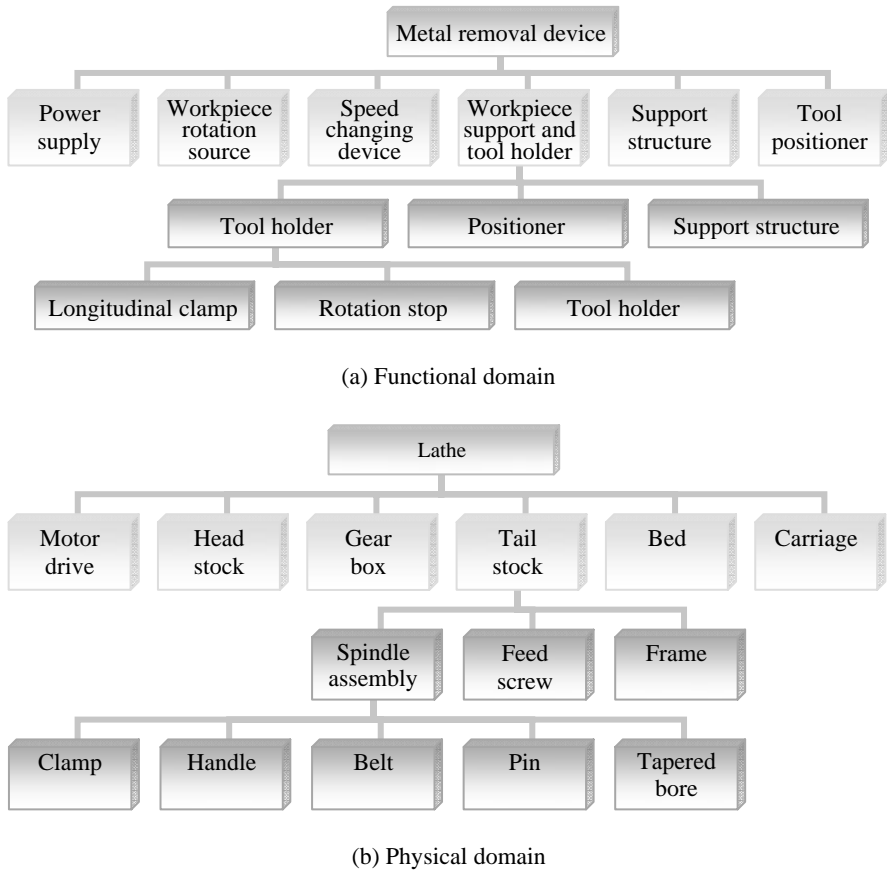 Metal removal device
Power
supply
Workpiece
rotation
source
Speed
changing
device
Workpiece
support and
tool holder
Support
structure
Tool
positioner
Tool holder
Positioner
Support structure
Longitudinal clamp
Rotation stop
Tool holder
(a) Functional domain
Lathe
Motor
drive
Head
stock
Gear
box
Tail
stock
Bed
Carriage
Spindle
assembly
Feed
screw
Frame
Clamp
Handle
Belt
Pin
Tapered
bore
(b) Physical domain